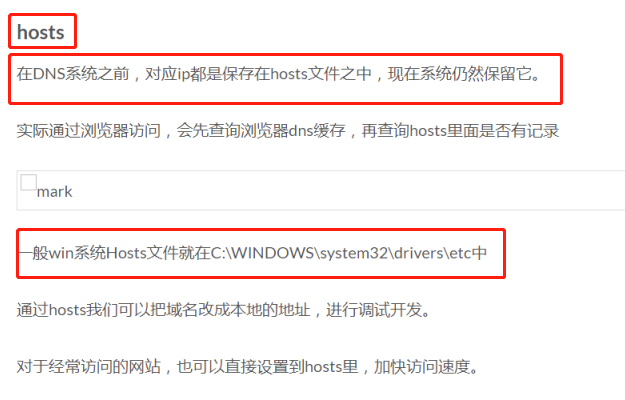 hosts
在DNS系统之前，对应ip都是保存在hosts文件之中，现在系统仍然保留它。
实际通过浏览器访问，会先查询浏览器dns缓存，再查询hosts里面是否有记录
mark
一般win系统Hosts文件就在C:\WINDOWS\system32\drivers\etc中
通过hosts我们可以把域名改成本地的地址，进行调试开发。
对于经常访问的网站，也可以直接设置到hosts里，加快访问速度。